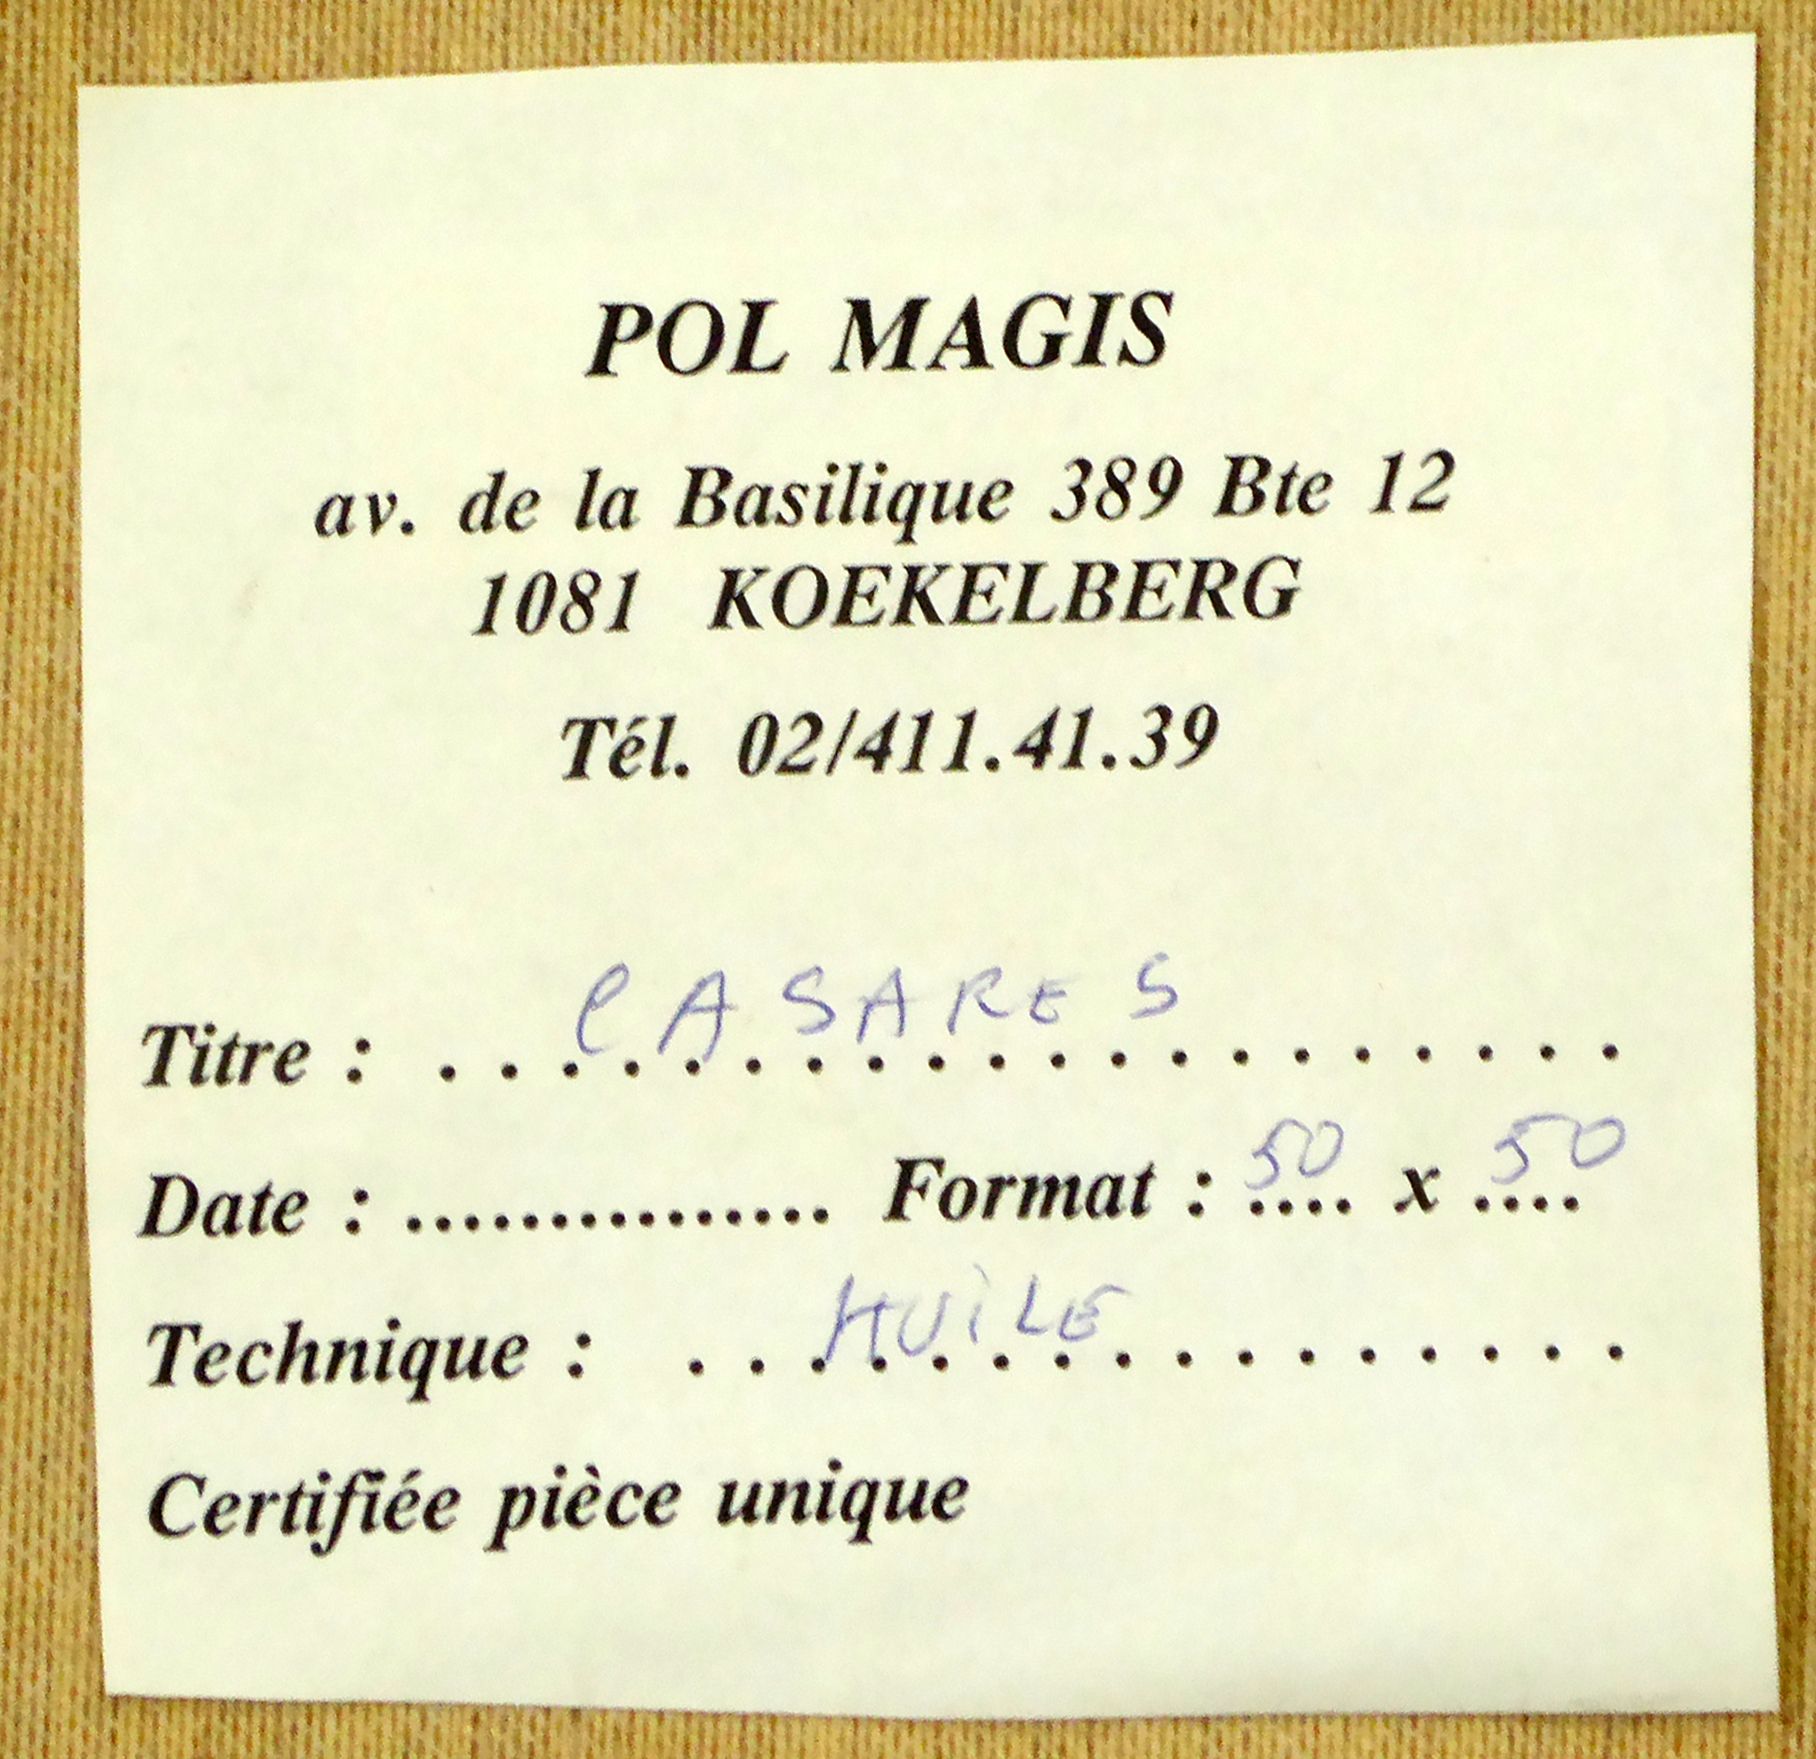 POL MAGIS
av. de la Basilique 389 Bte 12
1081 KOEKELBERG
Tél. 02/411.41.39
Titre : CASARES
Date : ............... Format : 50 x 50
Technique : HUILE
Certifiée pièce unique